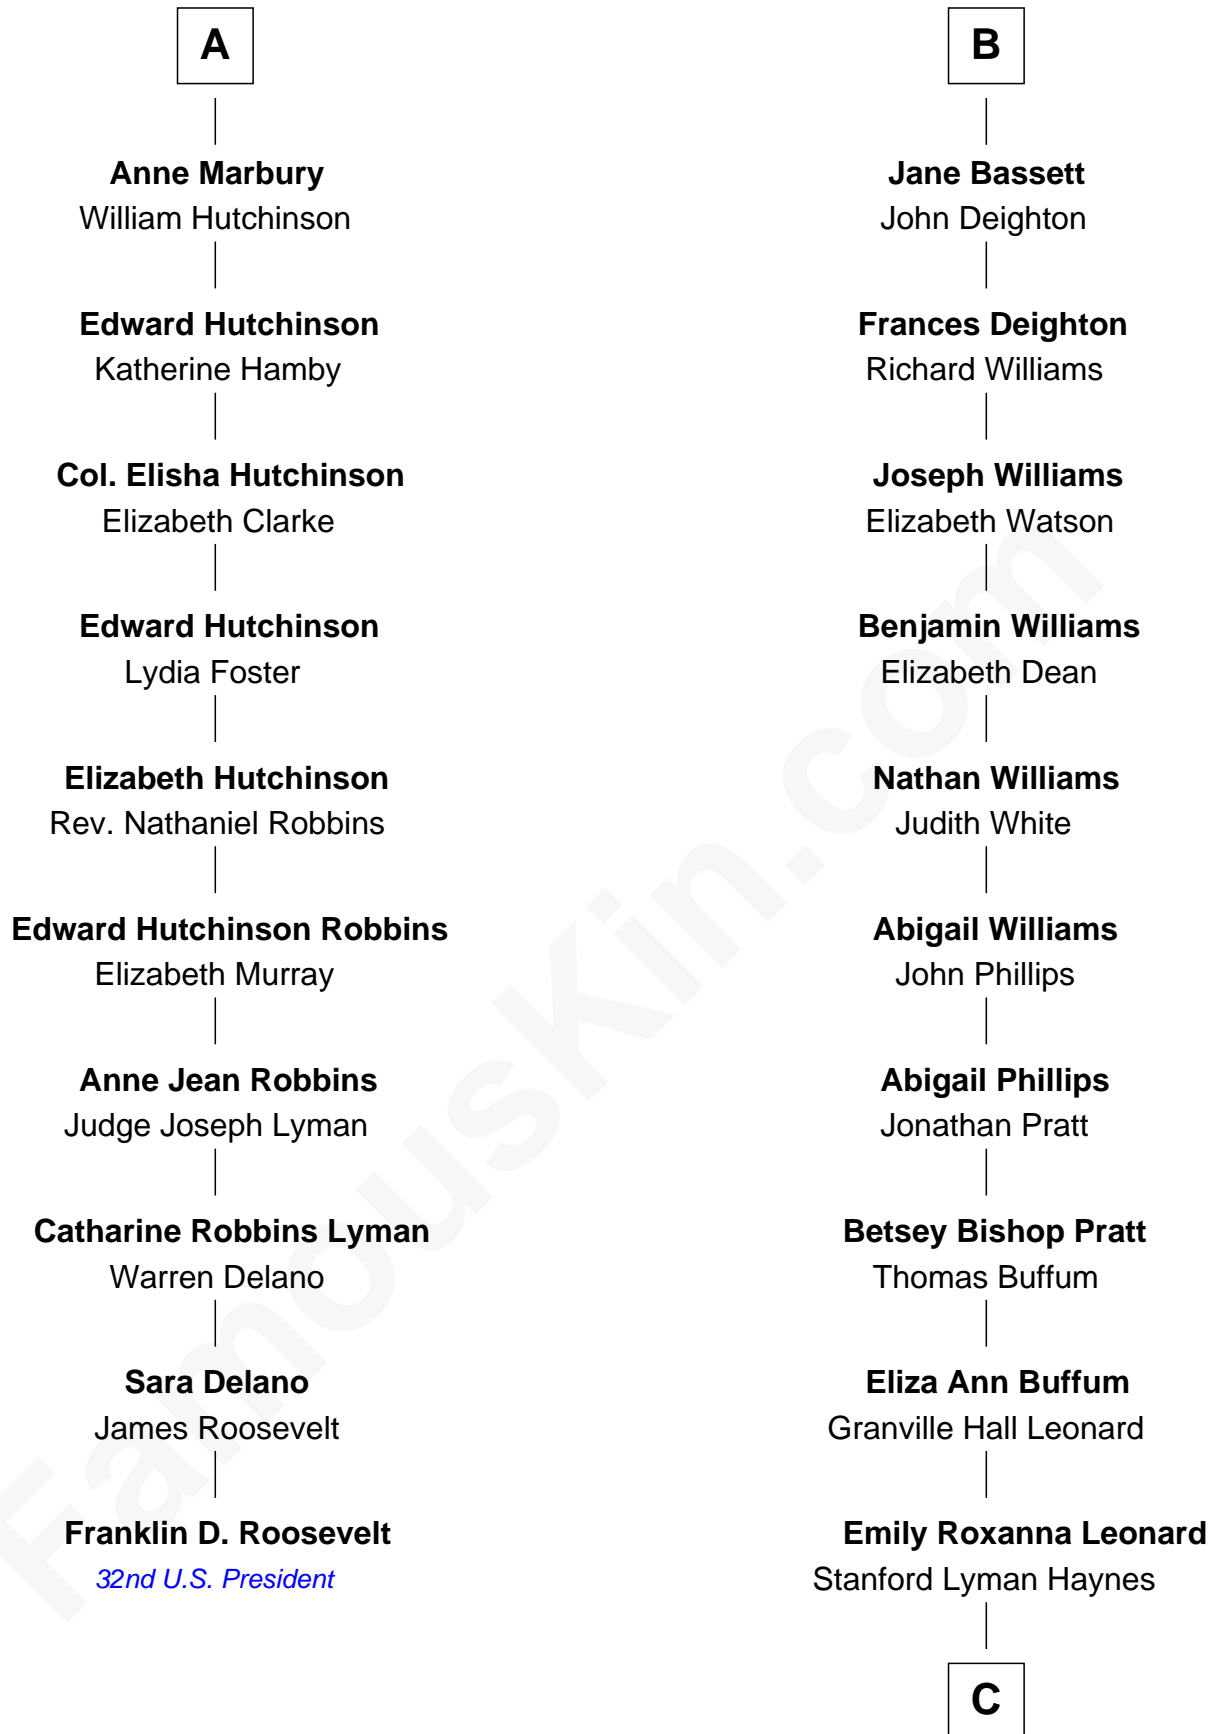 A
Anne Marbury
William Hutchinson
Edward Hutchinson
Katherine Hamby
Col. Elisha Hutchinson
Elizabeth Clarke
Edward Hutchinson
Lydia Foster
Elizabeth Hutchinson
Rev. Nathaniel Robbins
Edward Hutchinson Robbins
Elizabeth Murray
Anne Jean Robbins
Judge Joseph Lyman
Catharine Robbins Lyman
Warren Delano
Sara Delano
James Roosevelt
Franklin D. Roosevelt
32nd U.S. President
B
Jane Bassett
John Deighton
Frances Deighton
Richard Williams
Joseph Williams
Elizabeth Watson
Benjamin Williams
Elizabeth Dean
Nathan Williams
Judith White
Abigail Williams
John Phillips
Abigail Phillips
Jonathan Pratt
Betsey Bishop Pratt
Thomas Buffum
Eliza Ann Buffum
Granville Hall Leonard
Emily Roxanna Leonard
Stanford Lyman Haynes
C
FamousKin.com